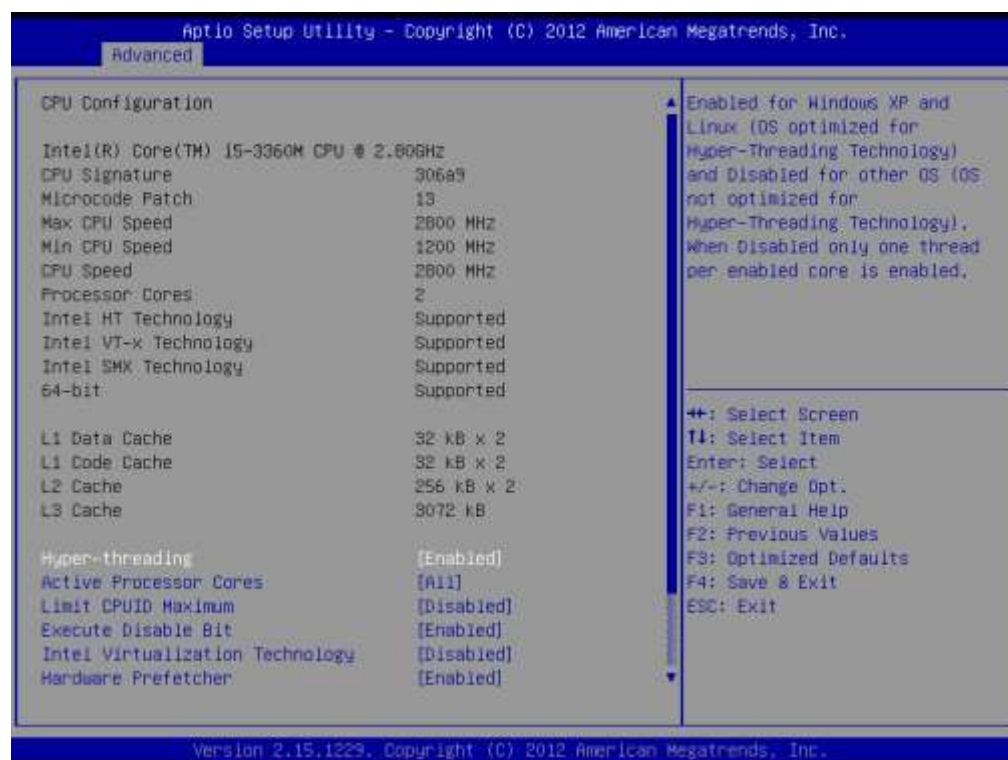 Aptio Setup Utility - Copyright (C) 2012 American Megatrends, Inc.
Advanced
CPU Configuration
Intel(R) Core(TM) i5-3360M CPU @ 2.80GHz
CPU Signature 306a9
Microcode Patch 13
Max CPU Speed 2800 MHz
Min CPU Speed 1200 MHz
CPU Speed 2800 MHz
Processor Cores 2
Intel HT Technology Supported
Intel VT-x Technology Supported
Intel SMX Technology Supported
64-bit Supported
L1 Data Cache 32 kB x 2
L1 Code Cache 32 kB x 2
L2 Cache 256 kB x 2
L3 Cache 3072 kB
Hyper-threading [Enabled]
Active Processor Cores [All]
Limit CPUID Maximum [Disabled]
Execute Disable Bit [Enabled]
Intel Virtualization Technology [Disabled]
Hardware Prefetcher [Enabled]
Enabled for Windows XP and
Linux (OS optimized for
Hyper-Threading Technology)
and Disabled for other OS (OS
not optimized for
Hyper-Threading Technology).
When Disabled only one thread
per enabled core is enabled.
→←: Select Screen
↑↓: Select Item
Enter: Select
+/-: Change Opt.
F1: General Help
F2: Previous Values
F3: Optimized Defaults
F4: Save & Exit
ESC: Exit
Version 2.15.1229. Copyright (C) 2012 American Megatrends, Inc.